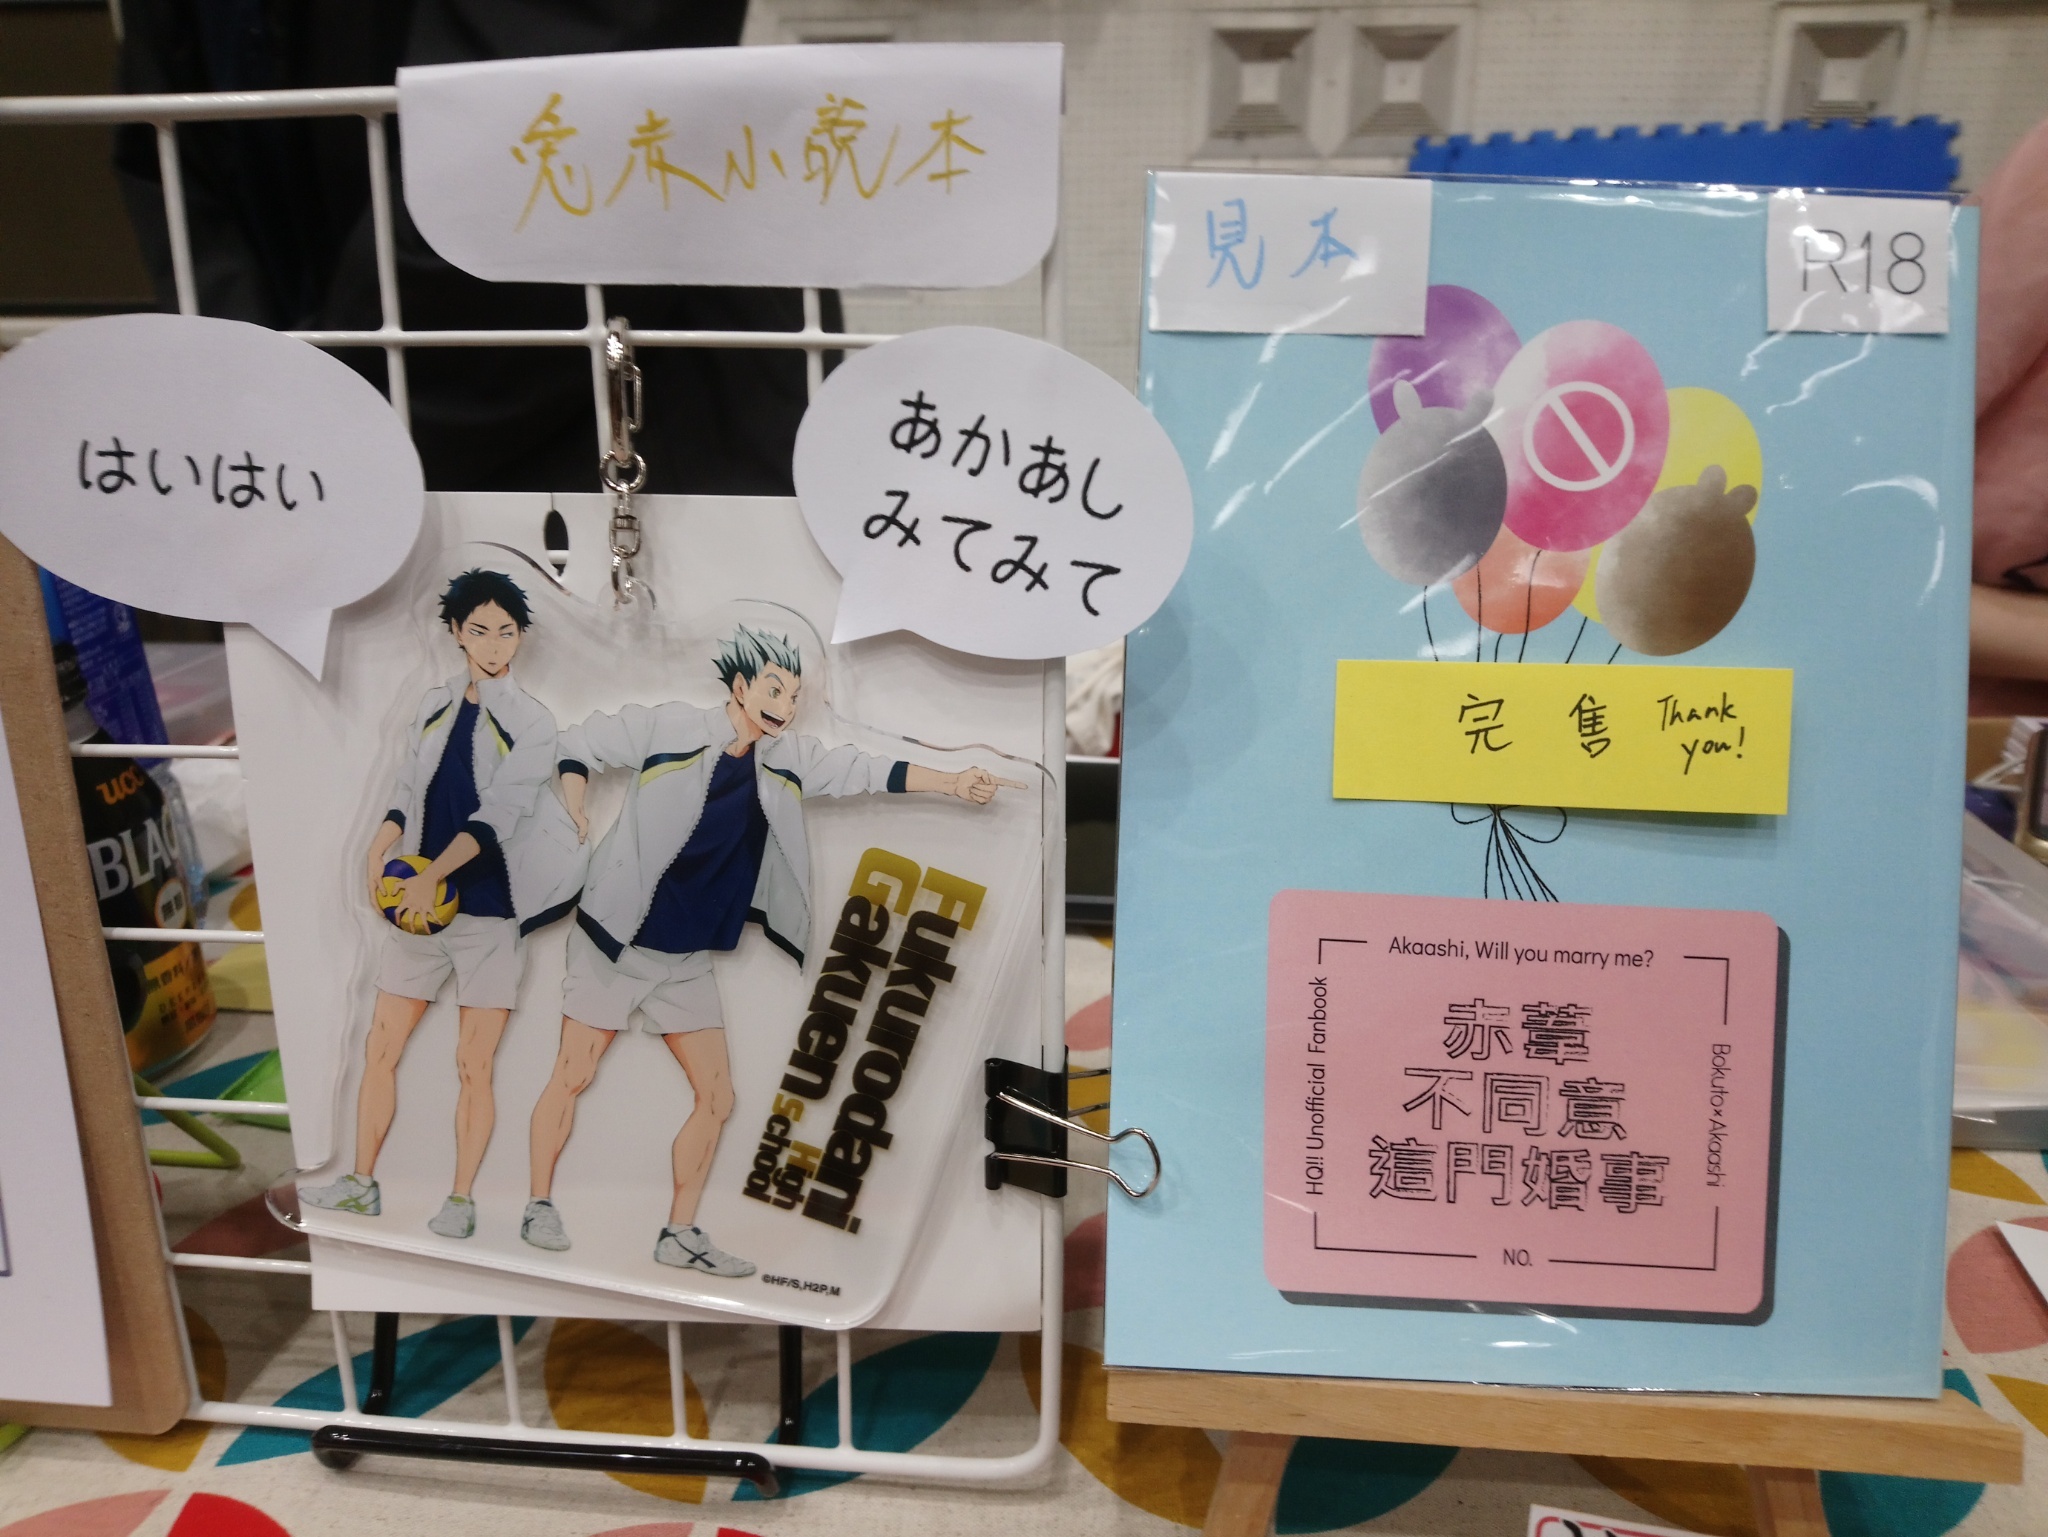 兔赤小說本
はいはい
あかあし
みてみて
Fukurodani
Gakuen
High
School
©HF/S,H2P,M
ucc
BLAC
見本
R18
完售 Thank
you!
Akaashi, Will you marry me?
HQ!! Unofficial Fanbook
赤葦
不同意
這門婚事
Bokuto×Akaashi
NO.